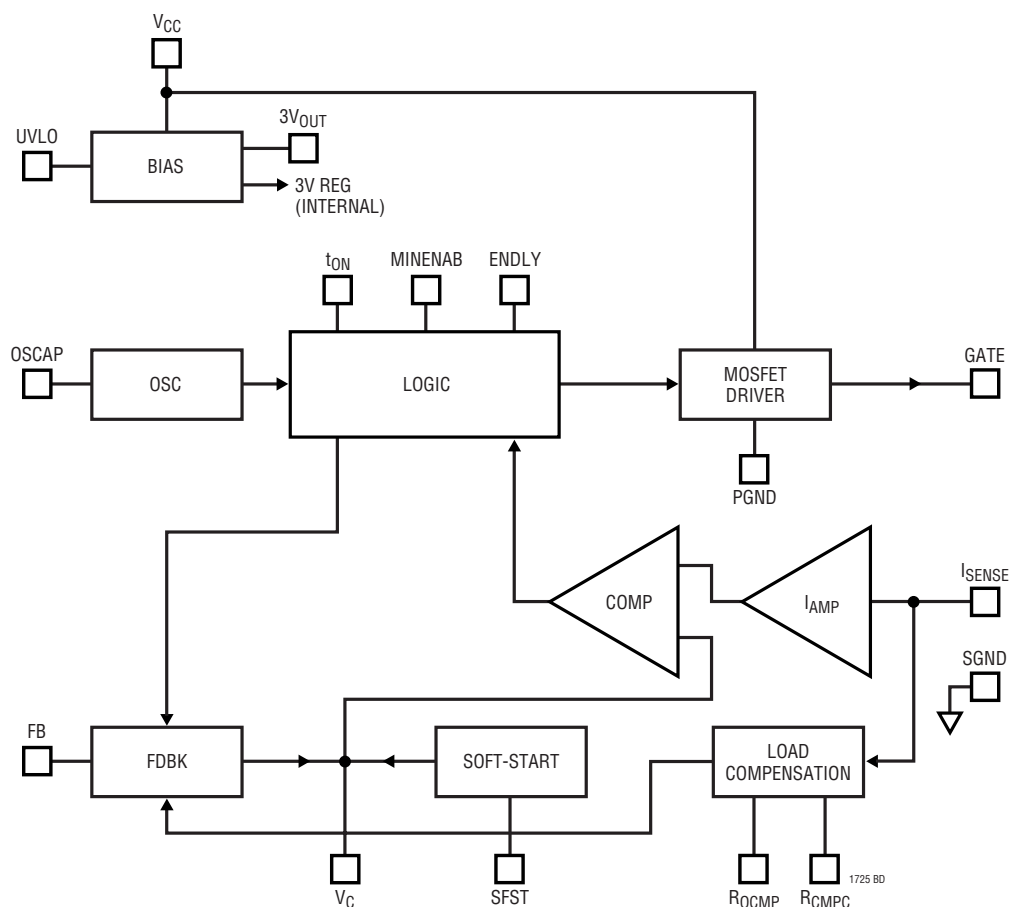 VCC
UVLO
3VOUT
BIAS
3V REG
(INTERNAL)
tON
MINENAB
ENDLY
OSCAP
OSC
LOGIC
MOSFET
DRIVER
GATE
PGND
COMP
IAMP
ISENSE
SGND
FB
FDBK
SOFT-START
LOAD
COMPENSATION
VC
SFST
ROCMP
RCMPC
1725 BD